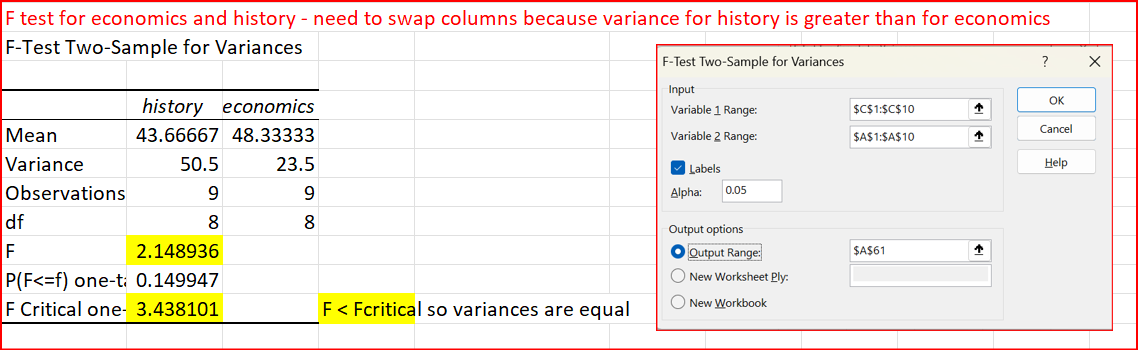 F test for economics and history - need to swap columns because variance for history is greater than for economics
F-Test Two-Sample for Variances
history economics
Mean 43.66667 48.33333
Variance 50.5 23.5
Observations 9 9
df 8 8
F 2.148936
P(F<=f) one-ta 0.149947
F Critical one- 3.438101 F < Fcritical so variances are equal
F-Test Two-Sample for Variances ? X
Input
Variable 1 Range: $C$1:$C$10
Variable 2 Range: $A$1:$A$10
Labels
Alpha: 0.05
Output options
Output Range: $A$61
New Worksheet Ply:
New Workbook
OK
Cancel
Help